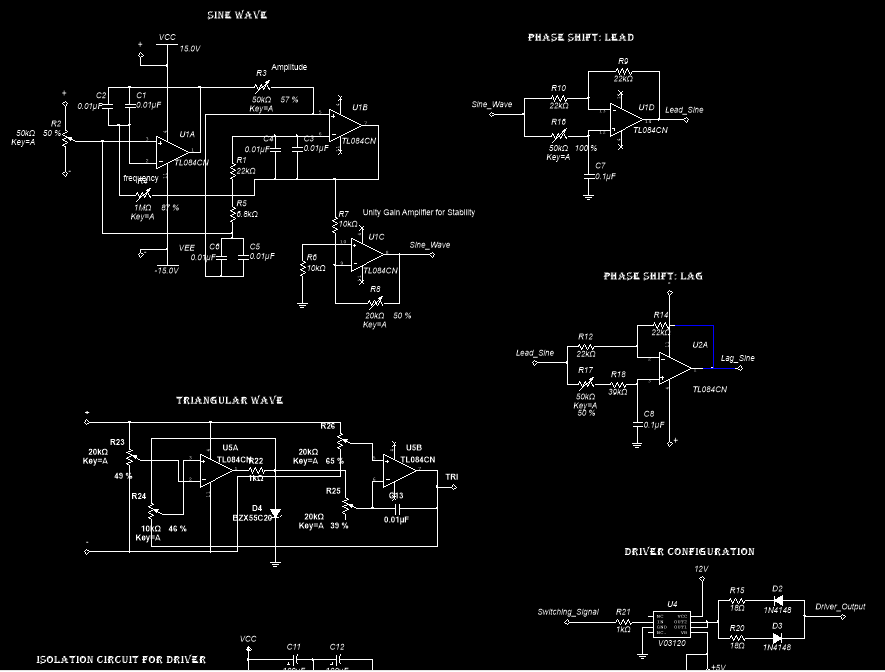 SINE WAVE
VCC
15.0V
R3
Amplitude
50kΩ
Key=A
57 %
C2
0.01µF
C1
0.01µF
R2
50kΩ
50 %
Key=A
U1A
TL084CN
U1B
TL084CN
C4
0.01µF
C3
0.01µF
R1
22kΩ
frequency
1MΩ
67 %
Key=A
R5
6.8kΩ
VEE
-15.0V
C6
0.01µF
C5
0.01µF
R7
10kΩ
Unity Gain Amplifier for Stability
U1C
TL084CN
Sine_Wave
R6
10kΩ
R8
20kΩ
50 %
Key=A
PHASE SHIFT: LEAD
R9
22kΩ
R10
22kΩ
Sine_Wave
R16
50kΩ
Key=A
100 %
U1D
TL084CN
Lead_Sine
C7
0.1µF
PHASE SHIFT: LAG
R14
22kΩ
R12
22kΩ
Lead_Sine
R17
50kΩ
Key=A
50 %
R18
39kΩ
U2A
TL084CN
Lag_Sine
C8
0.1µF
TRIANGULAR WAVE
R23
20kΩ
Key=A
49 %
R24
10kΩ
Key=A
46 %
U5A
TL084CN
R22
1kΩ
D4
BZX55C20
R26
20kΩ
Key=A
65 %
R25
20kΩ
Key=A
39 %
U5B
TL084CN
C13
0.01µF
TRI
DRIVER CONFIGURATION
12V
Switching_Signal
R21
1kΩ
U4
NC VCC
IN OUT2
GND OUT1
VO3120
R15
18Ω
D2
1N4148
R20
18Ω
D3
1N4148
Driver_Output
+5V
ISOLATION CIRCUIT FOR DRIVER
VCC
C11
C12